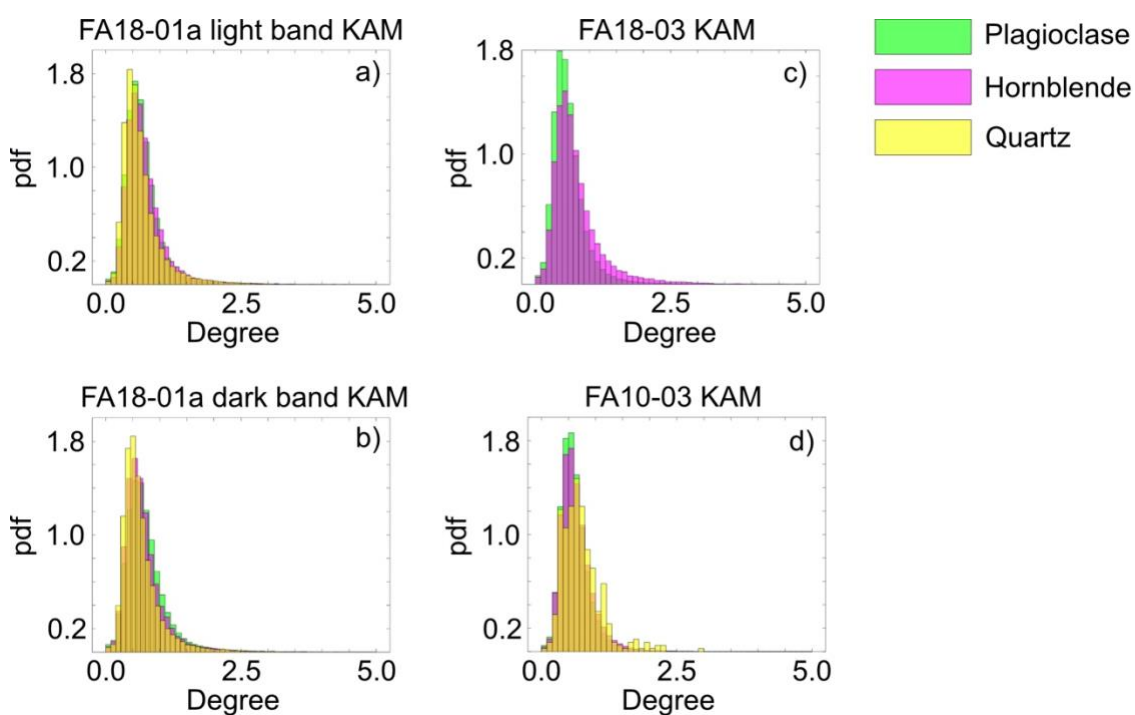 FA18-01a light band KAM
a)
1.8
1.0
0.2
pdf
0.0 2.5 5.0
Degree
FA18-03 KAM
c)
1.8
1.0
0.2
pdf
0.0 2.5 5.0
Degree
Plagioclase
Hornblende
Quartz
FA18-01a dark band KAM
b)
1.8
1.0
0.2
pdf
0.0 2.5 5.0
Degree
FA10-03 KAM
d)
1.8
1.0
0.2
pdf
0.0 2.5 5.0
Degree